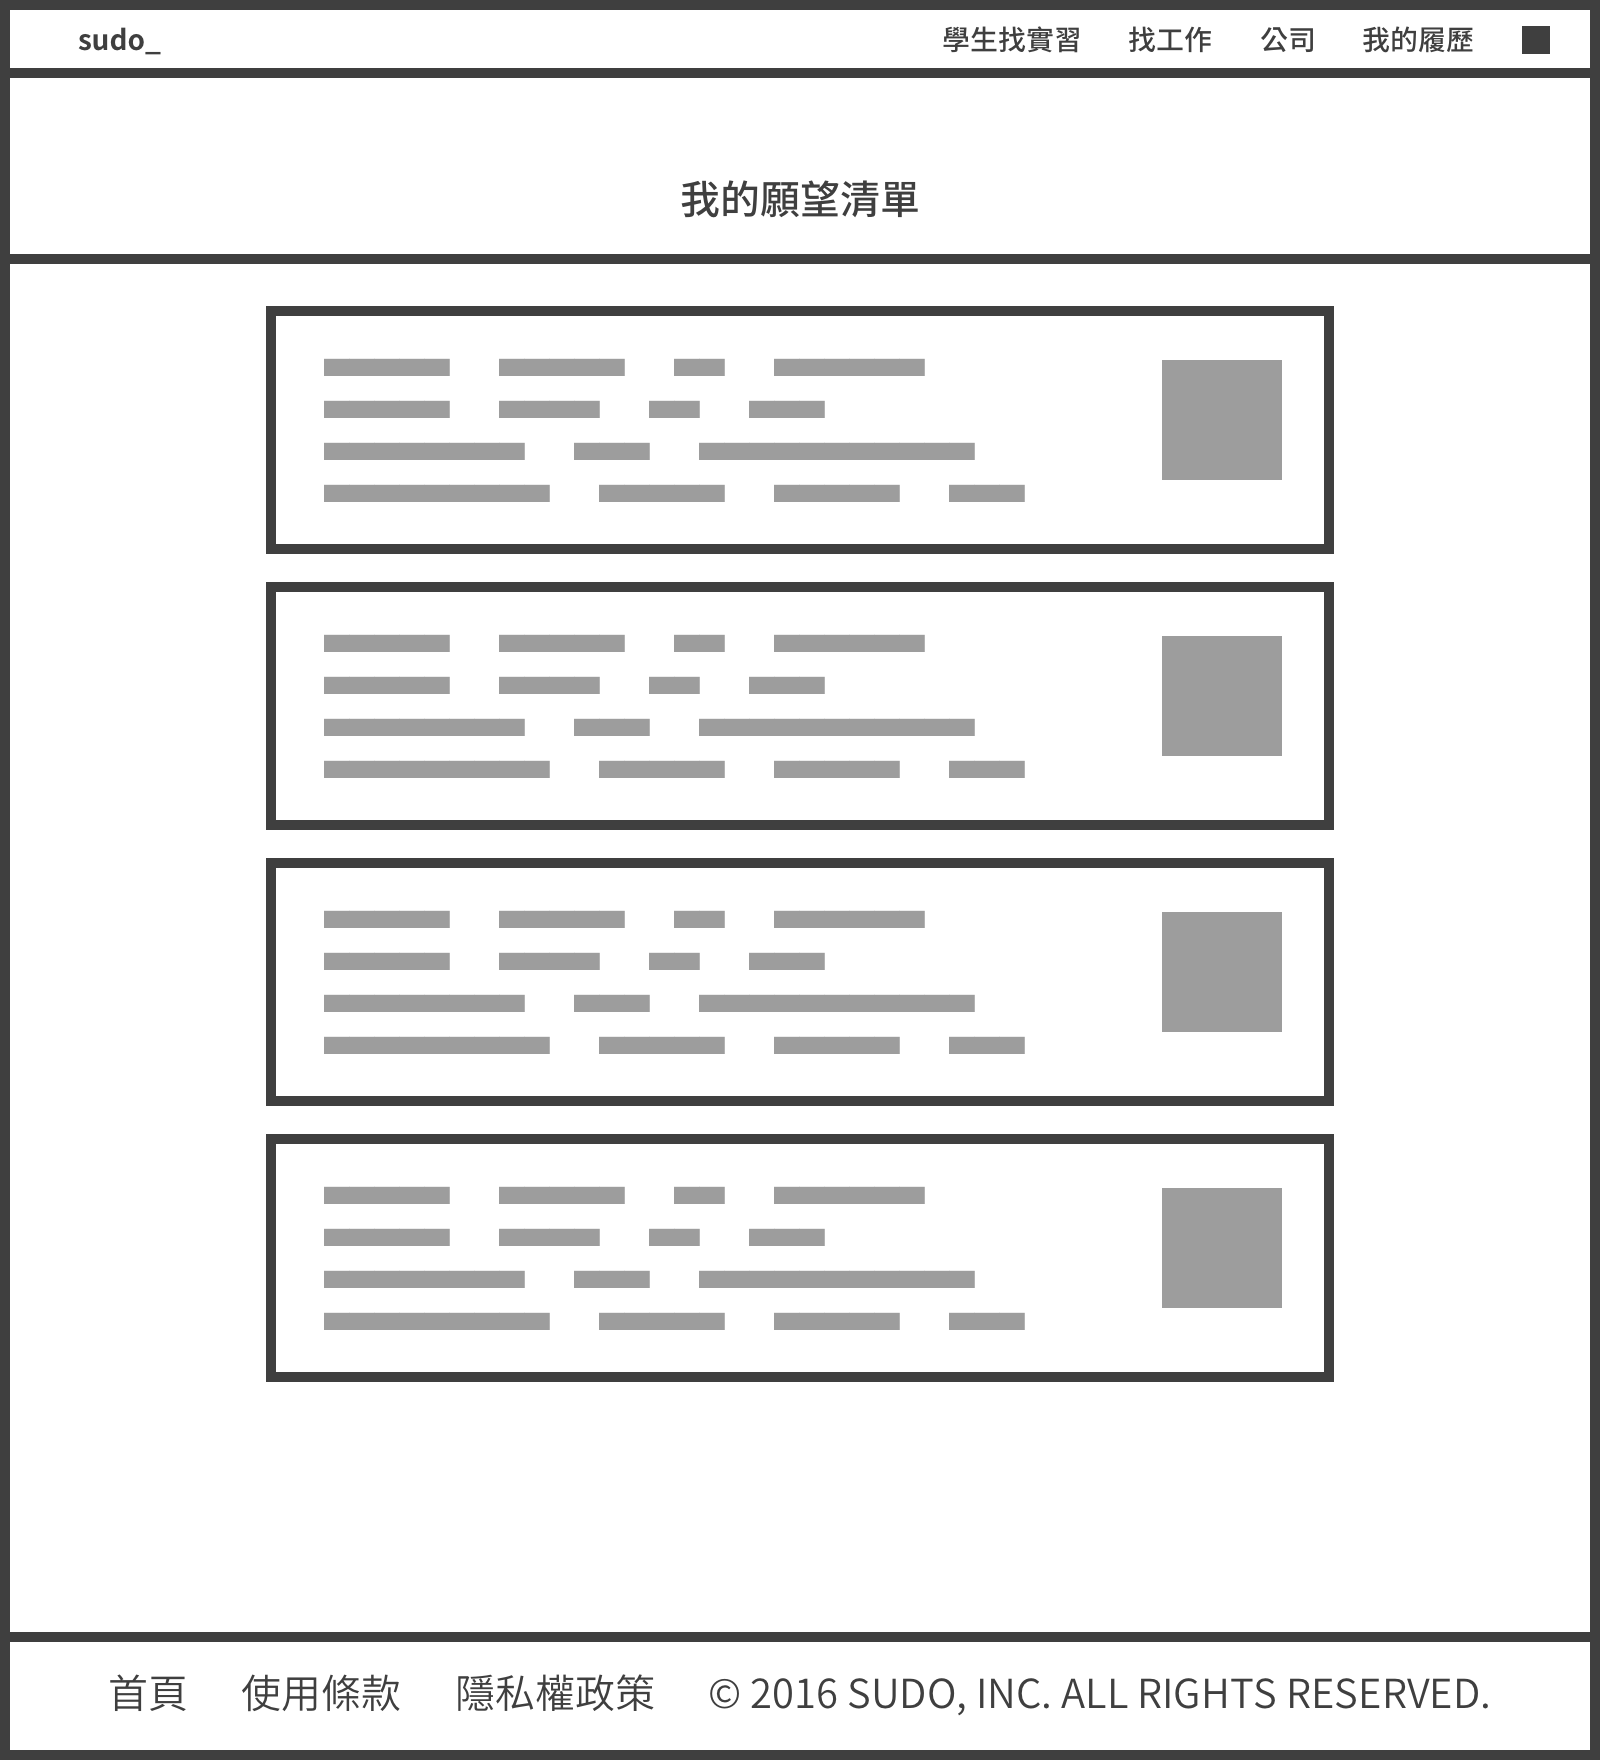 sudo_ 學生找實習 找工作 公司 我的履歷
我的願望清單
首頁 使用條款 隱私權政策 © 2016 SUDO, INC. ALL RIGHTS RESERVED.